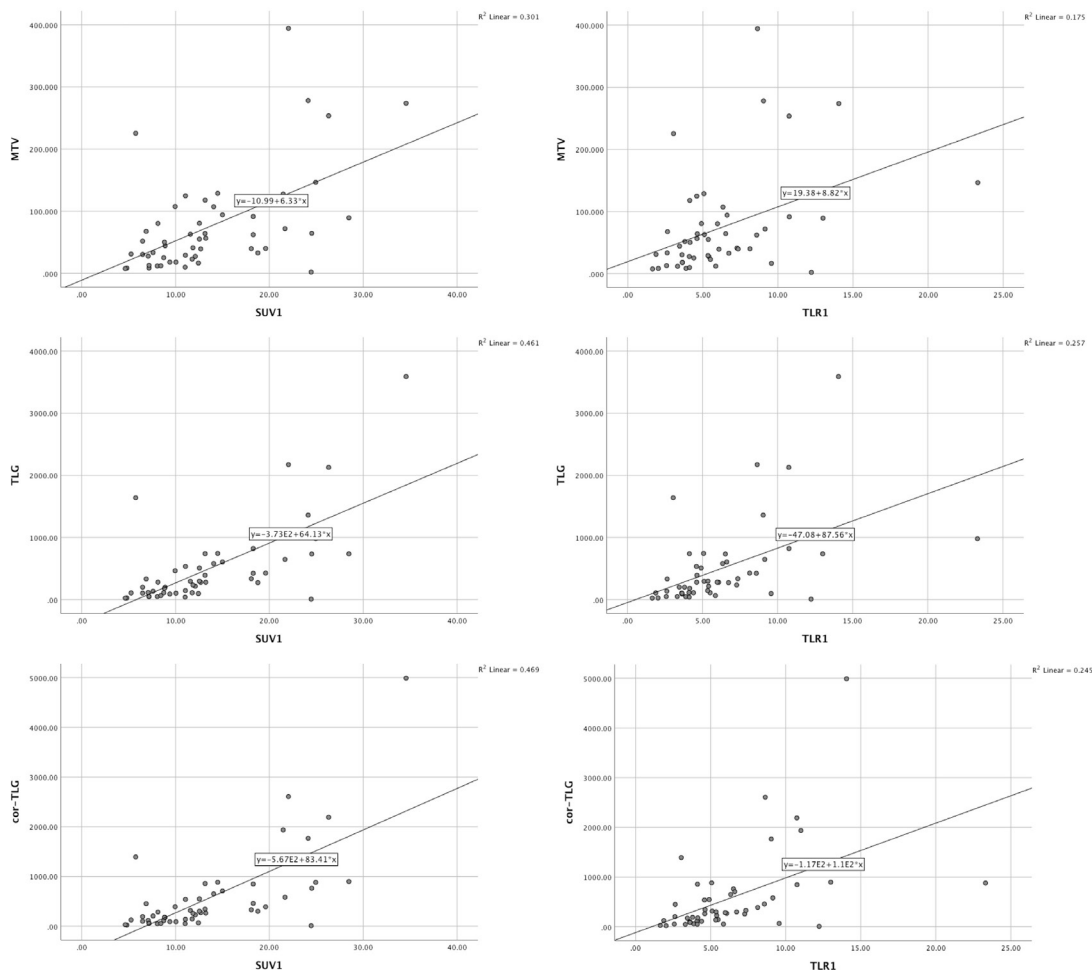 R² Linear = 0.301
400.000
300.000
200.000
100.000
.000
MTV
y=-10.99+6.33*x
.00 10.00 20.00 30.00 40.00
SUV1
R² Linear = 0.175
400.000
300.000
200.000
100.000
.000
MTV
y=19.38+8.82*x
.00 5.00 10.00 15.00 20.00 25.00
TLR1
R² Linear = 0.461
4000.00
3000.00
2000.00
1000.00
.00
TLG
y=-3.73E2+64.13*x
.00 10.00 20.00 30.00 40.00
SUV1
R² Linear = 0.257
4000.00
3000.00
2000.00
1000.00
.00
TLG
y=-47.08+87.56*x
.00 5.00 10.00 15.00 20.00 25.00
TLR1
R² Linear = 0.469
5000.00
4000.00
3000.00
2000.00
1000.00
.00
cor-TLG
y=-5.67E2+83.41*x
.00 10.00 20.00 30.00 40.00
SUV1
R² Linear = 0.245
5000.00
4000.00
3000.00
2000.00
1000.00
.00
cor-TLG
y=-1.17E2+1.1E2*x
.00 5.00 10.00 15.00 20.00 25.00
TLR1